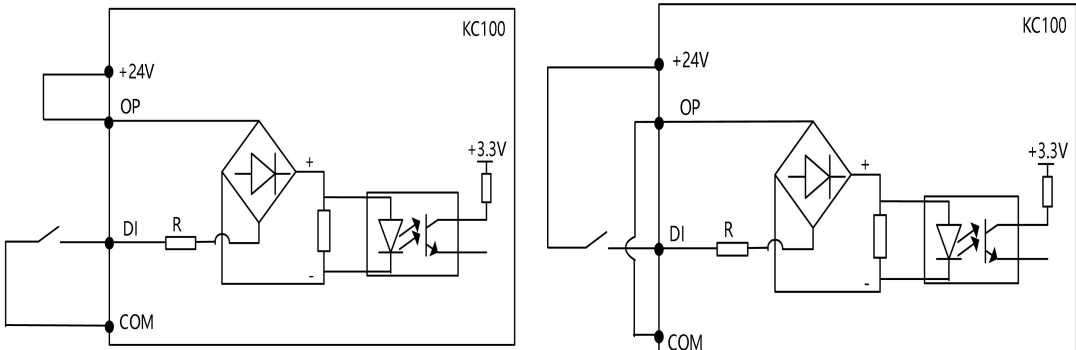 KC100
+24V
OP
+
+3.3V
DI
R
-
COM
KC100
+24V
OP
+
+3.3V
DI
R
-
COM